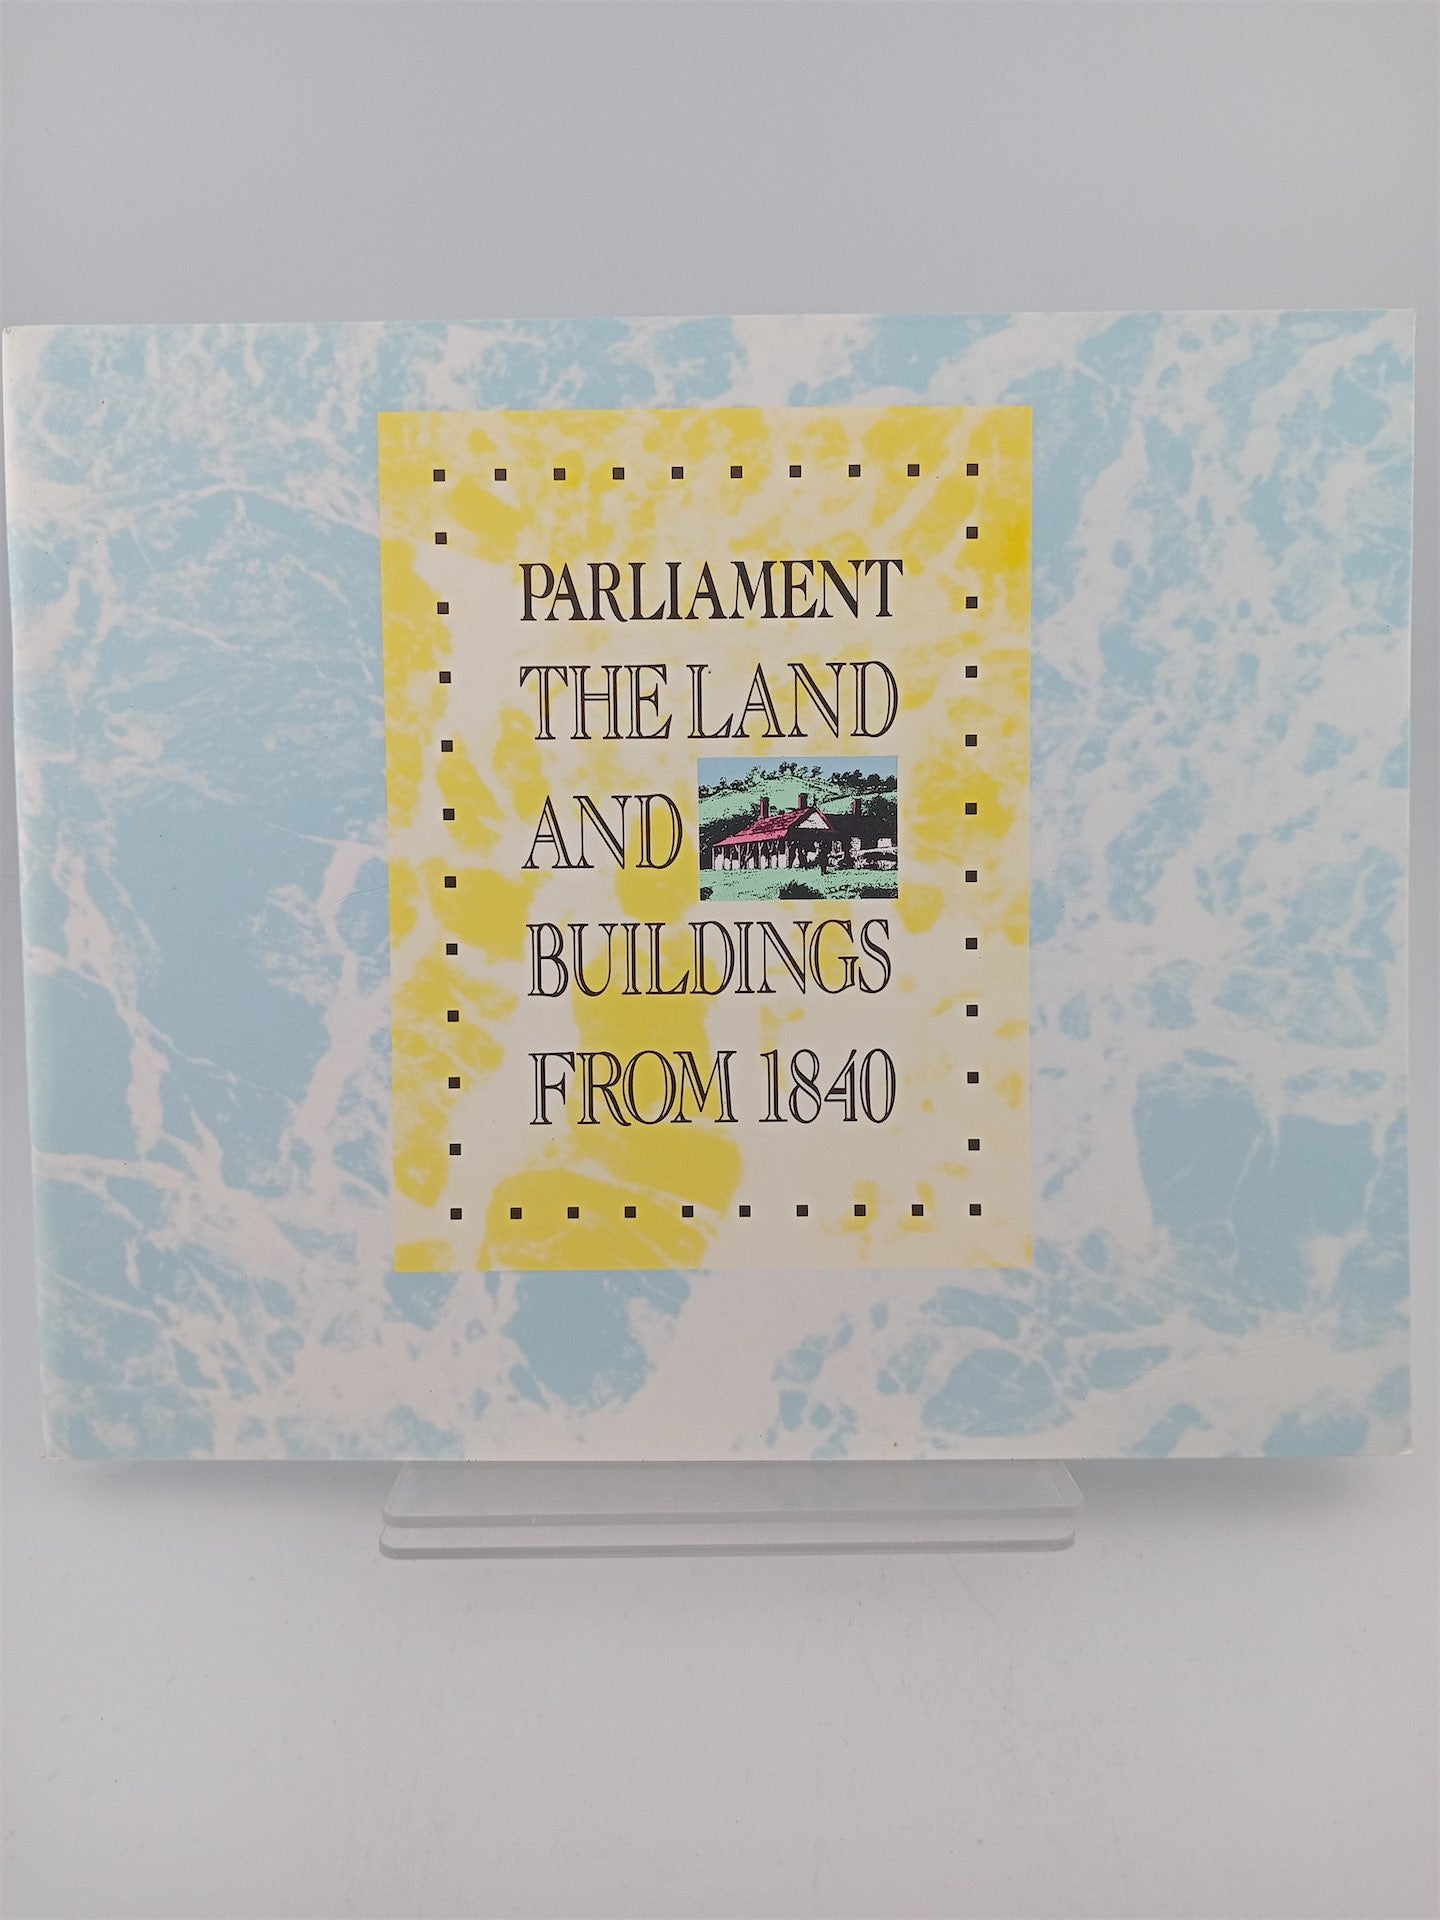 PARLIAMENT
THE LAND
AND
BUILDINGS
FROM 1840